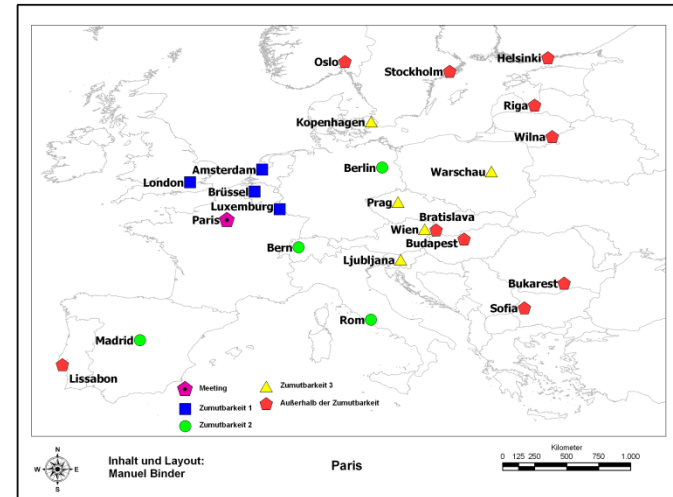 Oslo
Stockholm
Helsinki
Riga
Kopenhagen
Wilna
Amsterdam
Berlin
Warschau
London
Brüssel
Luxemburg
Prag
Paris
Bratislava
Wien
Budapest
Bern
Ljubljana
Bukarest
Sofia
Rom
Madrid
Lissabon
Meeting
Zumutbarkeit 1
Zumutbarkeit 2
Zumutbarkeit 3
Außerhalb der Zumutbarkeit
N
W E
S
Inhalt und Layout:
Manuel Binder
Paris
Kilometer
0 125 250 500 750 1.000